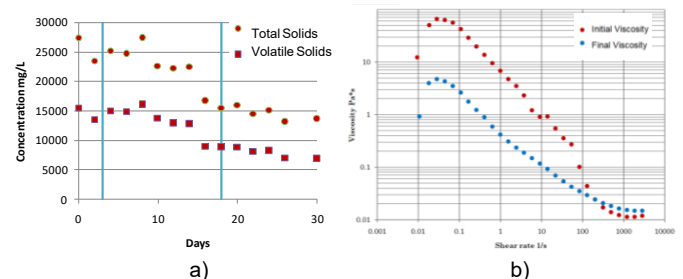 Total Solids
Volatile Solids
Concentration mg/L
30000
25000
20000
15000
10000
5000
0
0
10
20
30
Days
a)
b)
Initial Viscosity
Final Viscosity
Viscosity Pa*s
10
1
0.1
0.01
0.001
0.01
0.1
1
10
100
1000
10000
Shear rate 1/s
b)